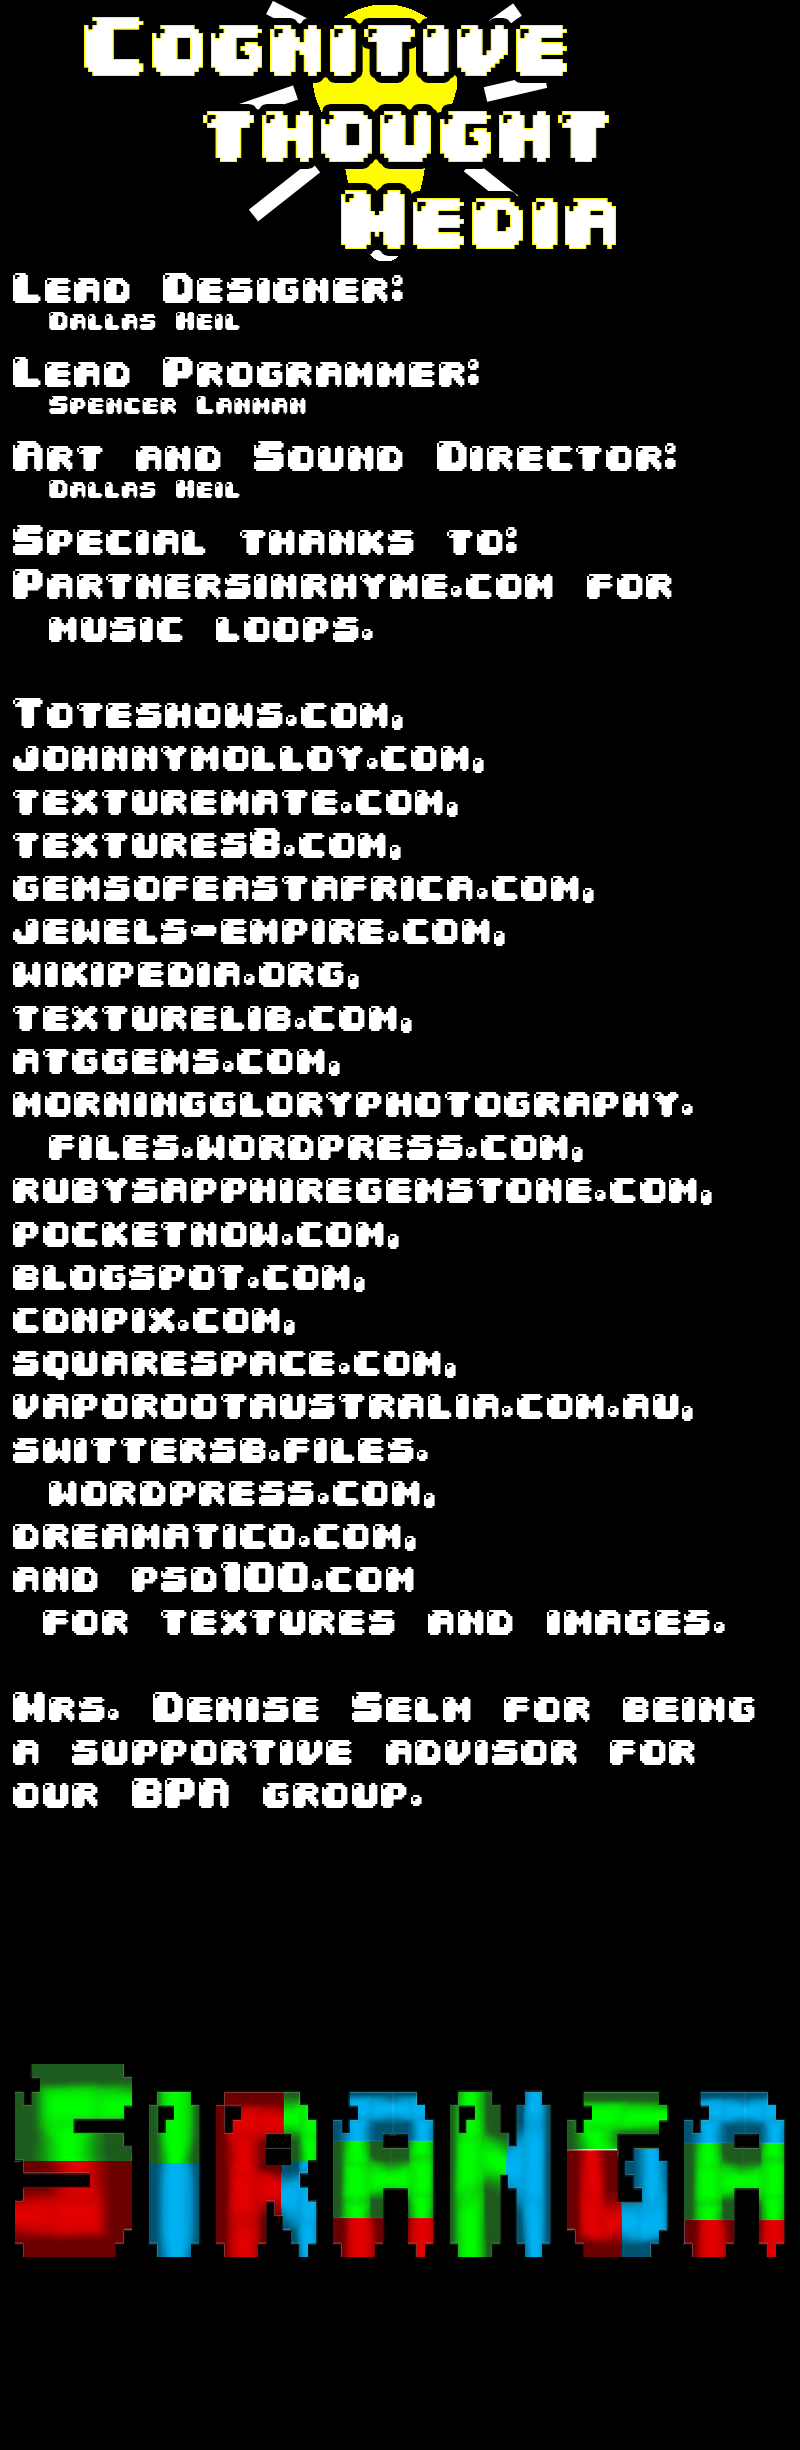 Cognitive
Thought
Media
Lead Designer:
Dallas Heil
Lead Programmer:
Spencer Lahman
Art and Sound Director:
Dallas Heil
Special thanks to:
Partnersinrhyme.com for
music loops.
Toteshows.com,
johnnymolloy.com,
texturemate.com,
textures8.com,
gemsofeastafrica.com,
jewels-empire.com,
wikipedia.org,
texturelib.com,
atggems.com,
morninggloryphotography.
files.wordpress.com,
rubysapphiregemstone.com,
pocketnow.com,
blogspot.com,
cdnpix.com,
squarespace.com,
vaporootaustralia.com.au,
swittersb.files.
wordpress.com,
dreamatico.com,
and psd100.com
for textures and images.
Mrs. Denise Selm for being
a supportive advisor for
our BPA group.
Siranga